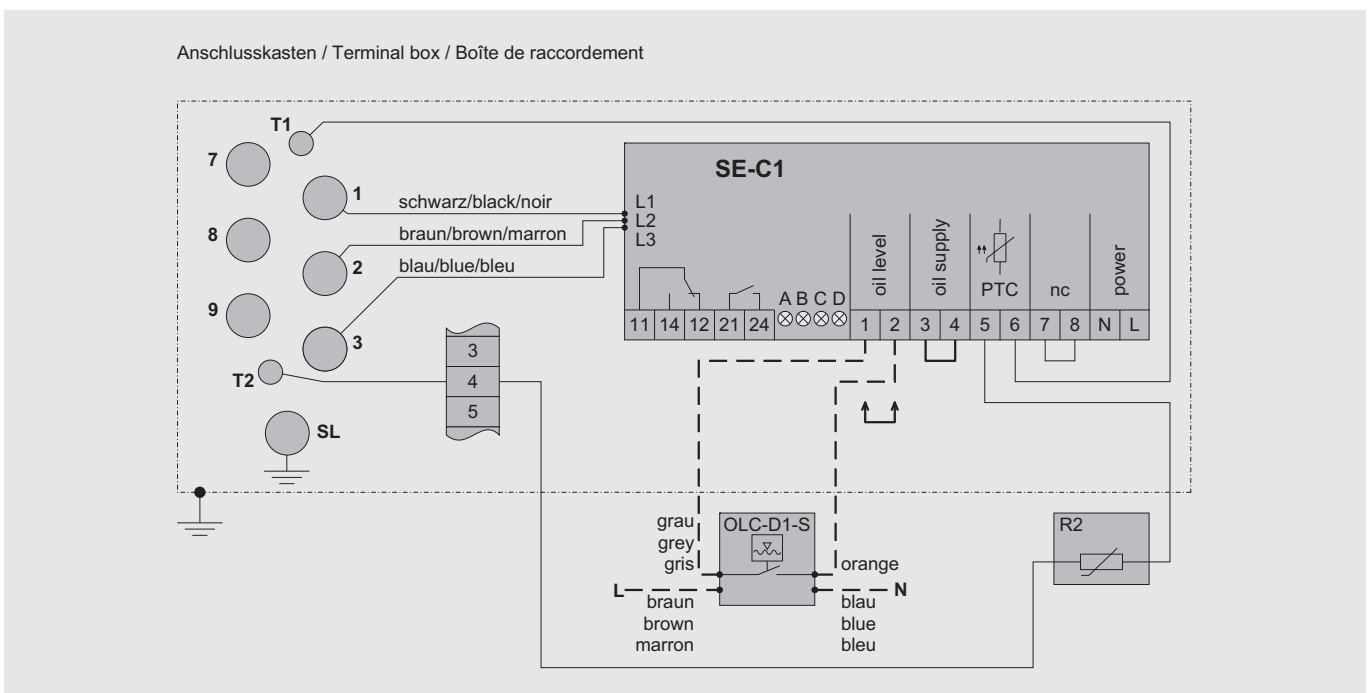 Anschlusskasten / Terminal box / Boîte de raccordement
T1
7
1
schwarz/black/noir
SE-C1
L1
L2
L3
8
braun/brown/marron
2
blau/blue/bleu
oil level
oil supply
PTC
nc
power
A B C D
11 14 12 21 24 1 2 3 4 5 6 7 8 N L
9
3
3
4
5
T2
SL
grau
grey
gris
OLC-D1-S
orange
R2
L
N
braun
brown
marron
blau
blue
bleu